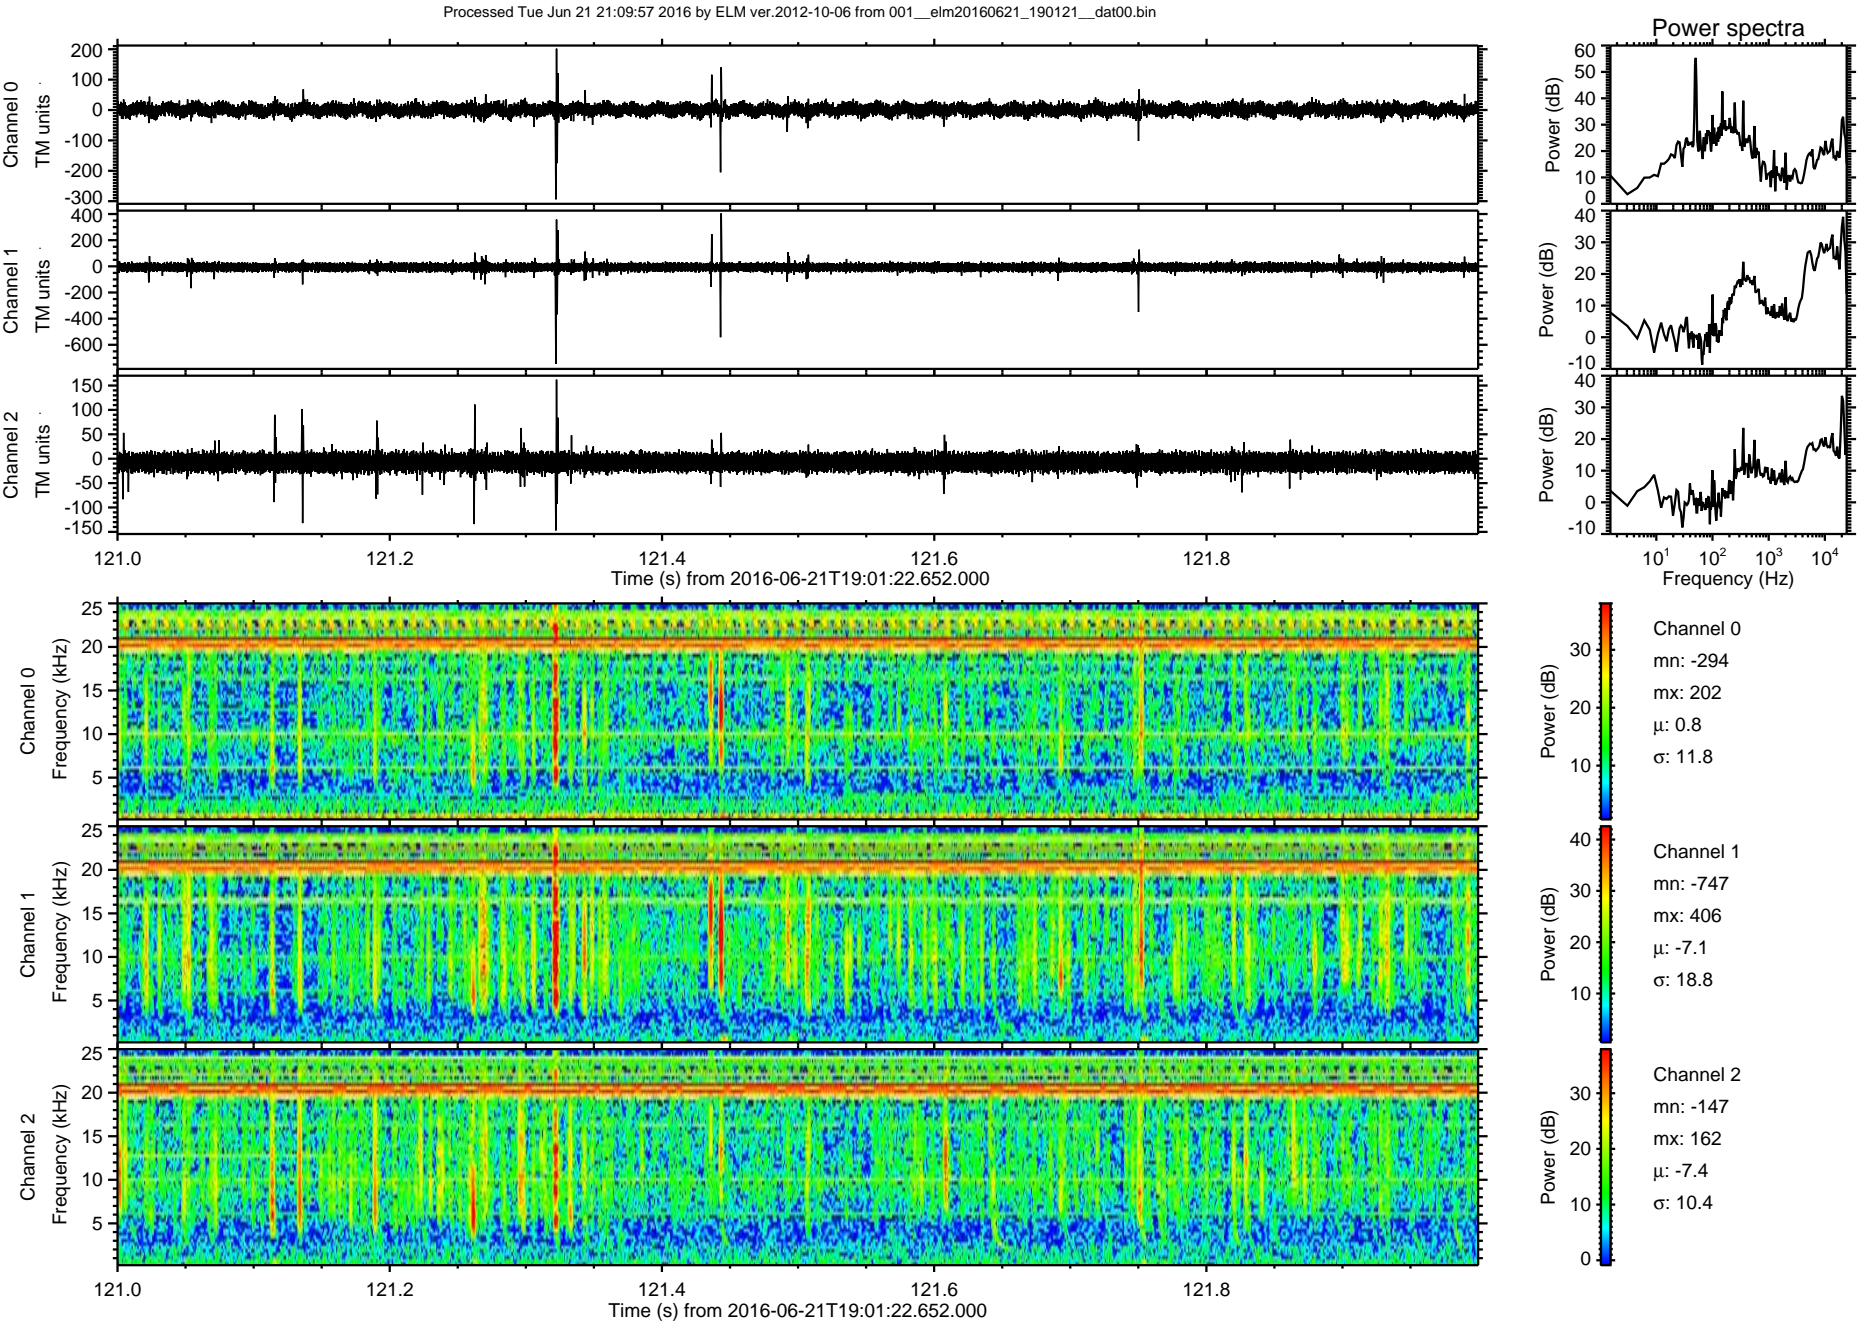 Processed Tue Jun 21 21:09:57 2016 by ELM ver.2012-10-06 from 001__elm20160621_190121__dat00.bin
Power spectra
Channel 0
TM units
200
100
0
-100
-200
-300
Power (dB)
60
50
40
30
20
10
0
Channel 1
TM units
400
200
0
-200
-400
-600
Power (dB)
40
30
20
10
0
-10
Channel 2
TM units
150
100
50
0
-50
-100
-150
Power (dB)
40
30
20
10
0
-10
121.0 121.2 121.4 121.6 121.8
Time (s) from 2016-06-21T19:01:22.652.000
10¹ 10² 10³ 10⁴
Frequency (Hz)
Channel 0
Frequency (kHz)
25
20
15
10
5
Power (dB)
30
20
10
Channel 0
mn: -294
mx: 202
μ: 0.8
σ: 11.8
Channel 1
Frequency (kHz)
25
20
15
10
5
Power (dB)
40
30
20
10
Channel 1
mn: -747
mx: 406
μ: -7.1
σ: 18.8
Channel 2
Frequency (kHz)
25
20
15
10
5
Power (dB)
30
20
10
0
Channel 2
mn: -147
mx: 162
μ: -7.4
σ: 10.4
121.0 121.2 121.4 121.6 121.8
Time (s) from 2016-06-21T19:01:22.652.000